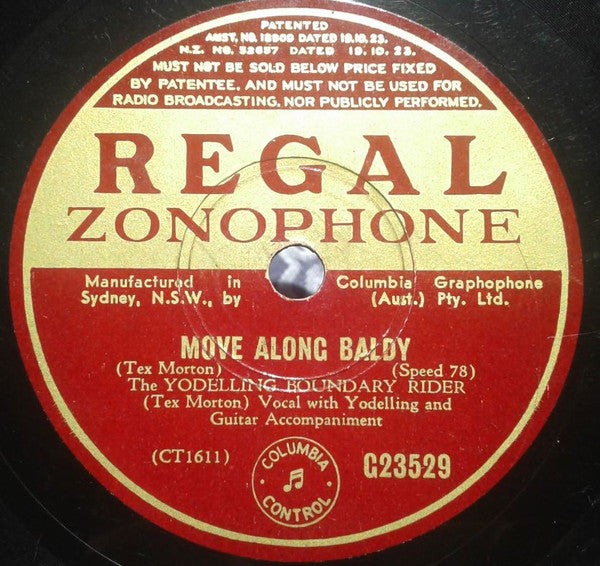 PATENTED
AUST. NO. 18909 DATED 19.10.23.
N.Z. NO. 52657 DATED 19.10.23.
MUST NOT BE SOLD BELOW PRICE FIXED
BY PATENTEE, AND MUST NOT BE USED FOR
RADIO BROADCASTING, NOR PUBLICLY PERFORMED.
REGAL
ZONOPHONE
Manufactured in Columbia Graphophone
Sydney, N.S.W., by (Aust.) Pty. Ltd.
MOVE ALONG BALDY
(Tex Morton) (Speed 78)
The YODELLING BOUNDARY RIDER
(Tex Morton) Vocal with Yodelling and
Guitar Accompaniment
(CT1611)
COLUMBIA
CONTROL
G23529